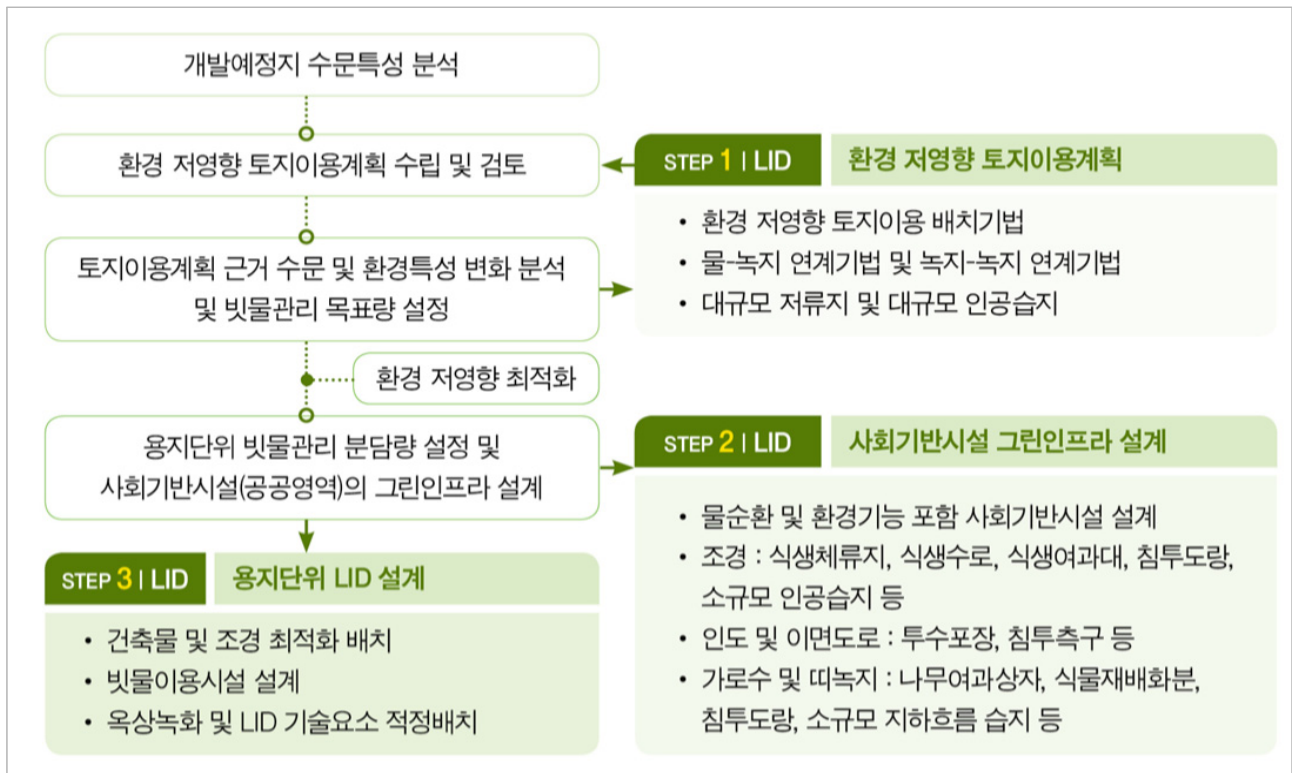 개발예정지 수문특성 분석
환경 저영향 토지이용계획 수립 및 검토
STEP 1 | LID
환경 저영향 토지이용계획
• 환경 저영향 토지이용 배치기법
• 물-녹지 연계기법 및 녹지-녹지 연계기법
• 대규모 저류지 및 대규모 인공습지
토지이용계획 근거 수문 및 환경특성 변화 분석
및 빗물관리 목표량 설정
환경 저영향 최적화
용지단위 빗물관리 분담량 설정 및
사회기반시설(공공영역)의 그린인프라 설계
STEP 2 | LID
사회기반시설 그린인프라 설계
• 물순환 및 환경기능 포함 사회기반시설 설계
• 조경 : 식생체류지, 식생수로, 식생여과대, 침투도랑,
소규모 인공습지 등
• 인도 및 이면도로 : 투수포장, 침투측구 등
• 가로수 및 띠녹지 : 나무여과상자, 식물재배화분,
침투도랑, 소규모 지하흐름 습지 등
STEP 3 | LID
용지단위 LID 설계
• 건축물 및 조경 최적화 배치
• 빗물이용시설 설계
• 옥상녹화 및 LID 기술요소 적정배치